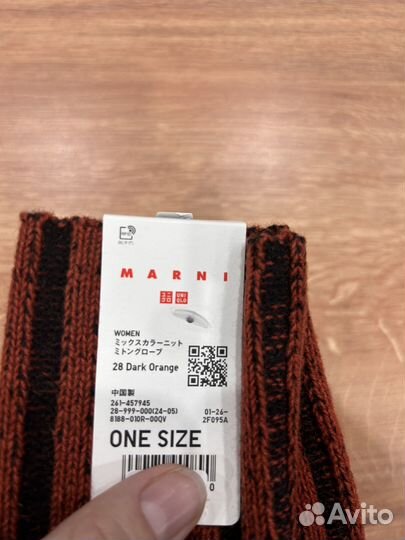 MARNI
ユニクロ UNIQLO
WOMEN
ミックスカラーニット
ミトングローブ
28 Dark Orange
中国製
261-457945
28-999-000(24-05) 01-26-
8188-010R-00QV 2F095A
ONE SIZE
0
Avito